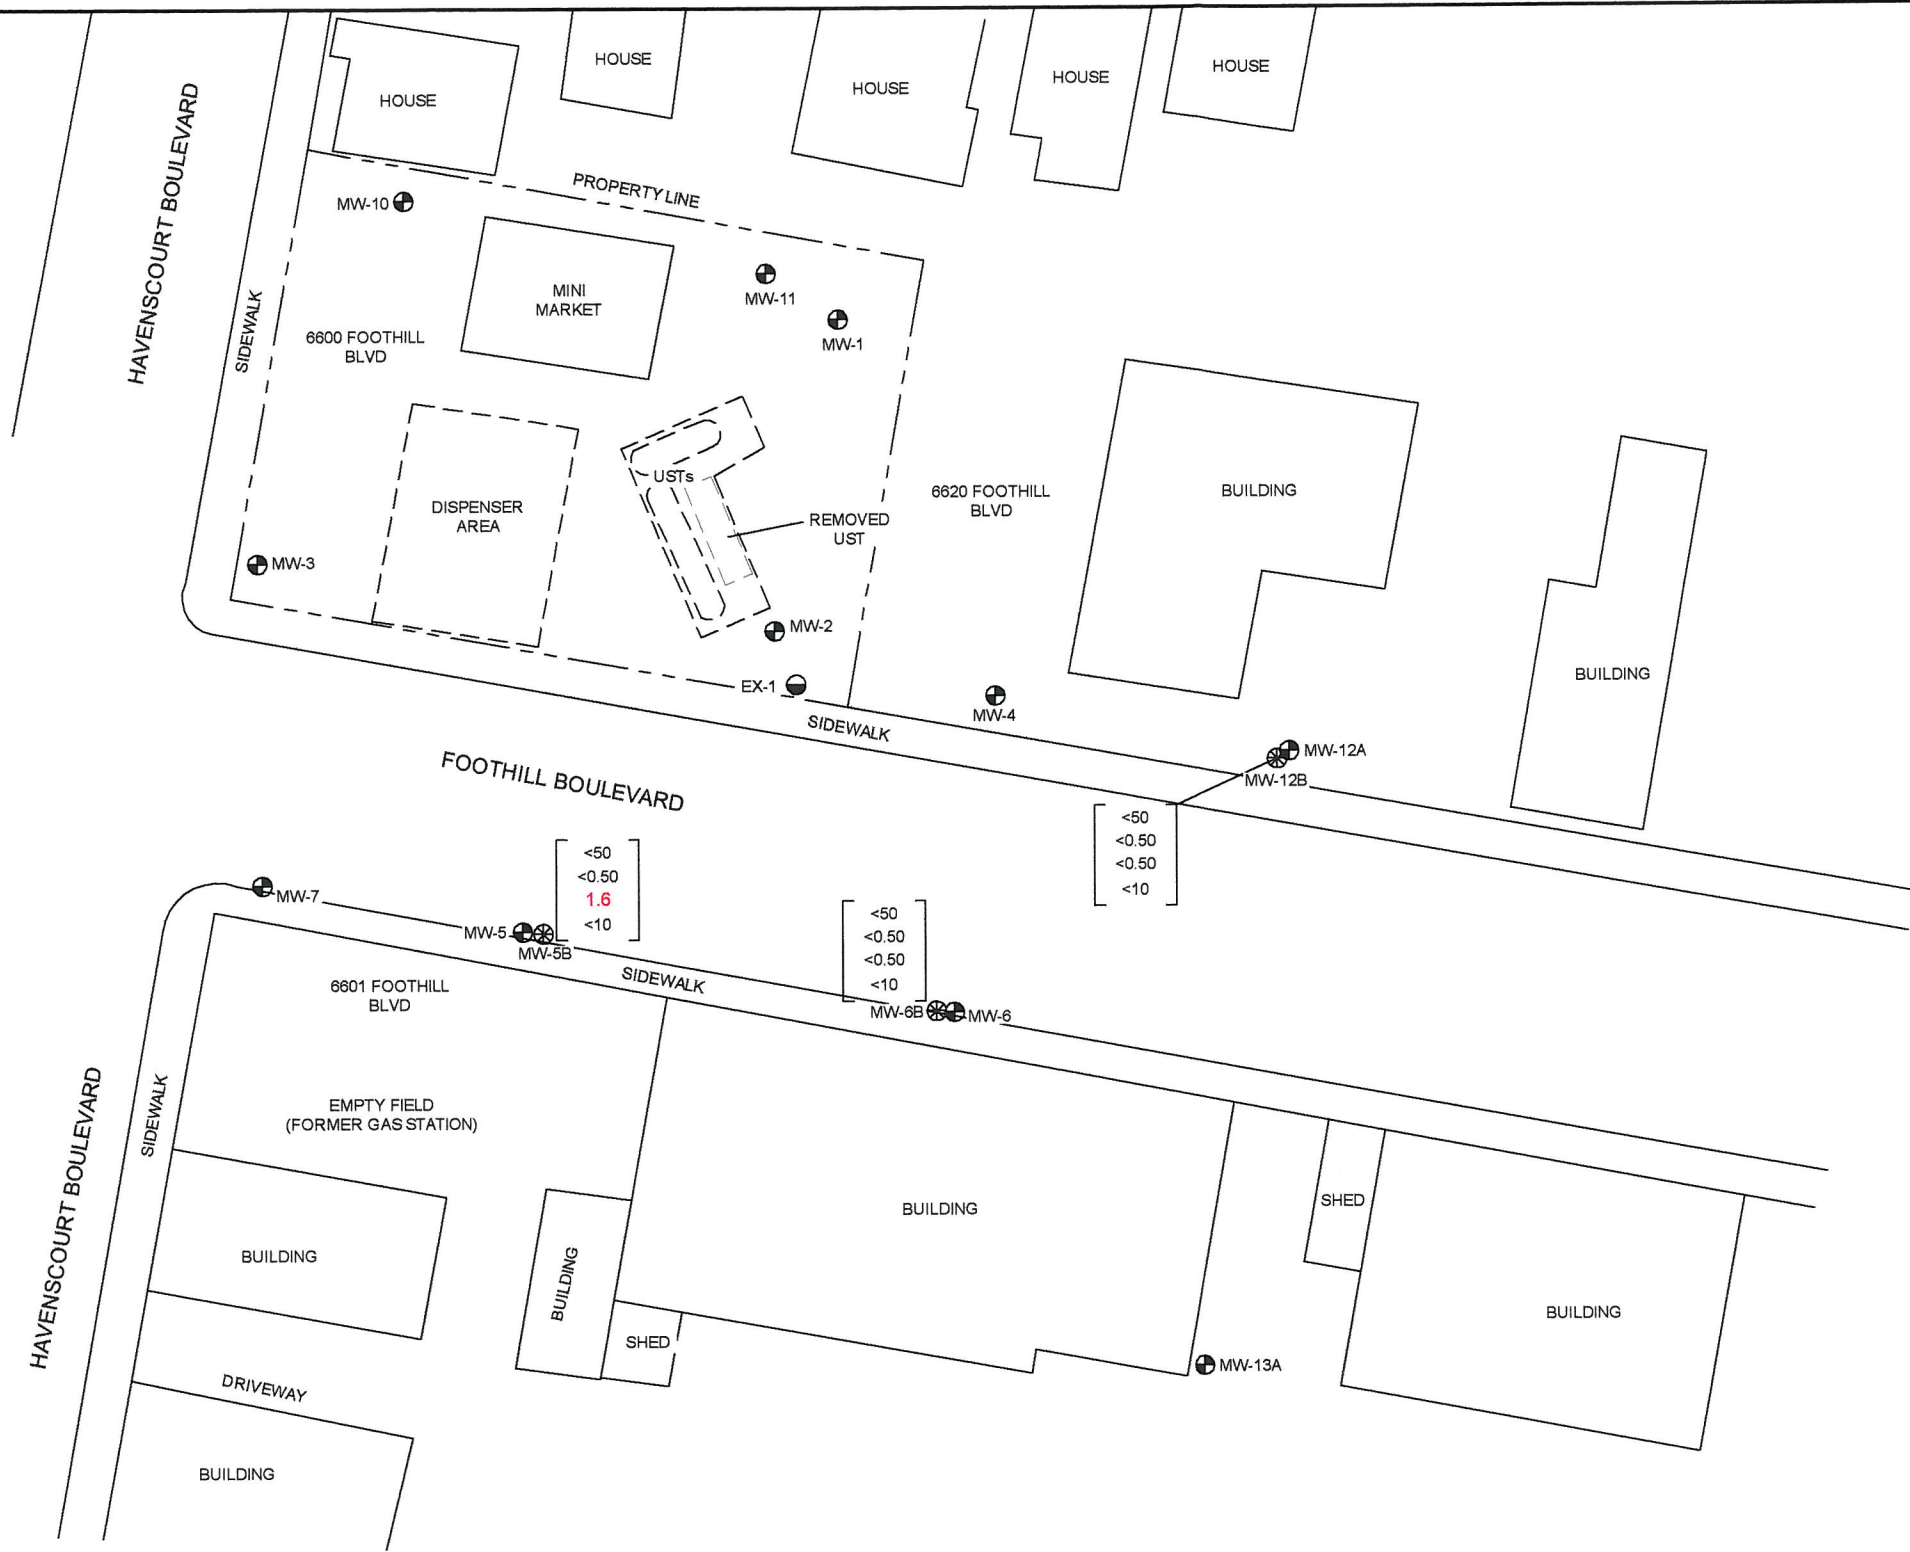 HOUSE
HOUSE
HOUSE
HOUSE
HOUSE
HAVENSCOURT BOULEVARD
SIDEWALK
PROPERTY LINE
MW-10
MINI
MARKET
MW-11
MW-1
6600 FOOTHILL
BLVD
DISPENSER
AREA
USTs
REMOVED
UST
6620 FOOTHILL
BLVD
BUILDING
BUILDING
MW-3
MW-2
EX-1
MW-4
SIDEWALK
MW-12A
MW-12B
FOOTHILL BOULEVARD
<50
<0.50
<0.50
<10
<50
<0.50
1.6
<10
<50
<0.50
<0.50
<10
MW-7
MW-5
MW-5B
SIDEWALK
MW-6B
MW-6
6601 FOOTHILL
BLVD
EMPTY FIELD
(FORMER GAS STATION)
HAVENSCOURT BOULEVARD
SIDEWALK
BUILDING
BUILDING
SHED
BUILDING
SHED
BUILDING
MW-13A
DRIVEWAY
BUILDING